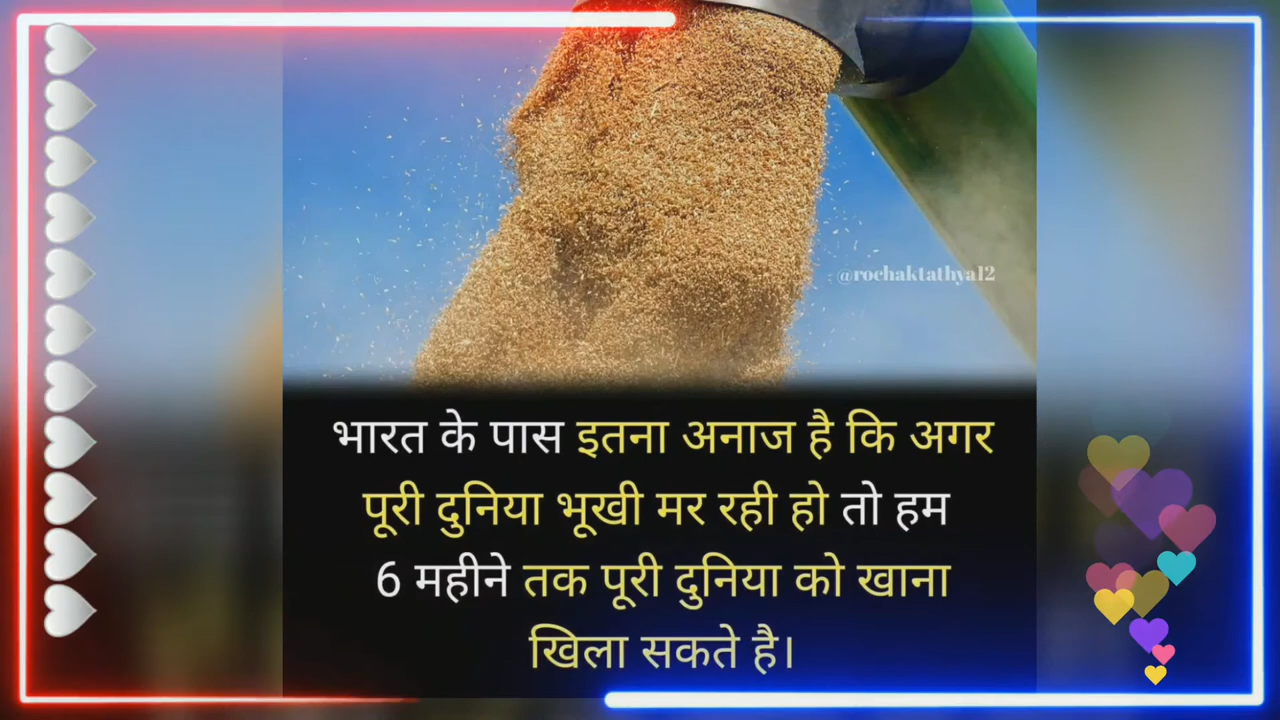 @rochaktathya12
भारत के पास इतना अनाज है कि अगर
पूरी दुनिया भूखी मर रही हो तो हम
6 महीने तक पूरी दुनिया को खाना
खिला सकते है।